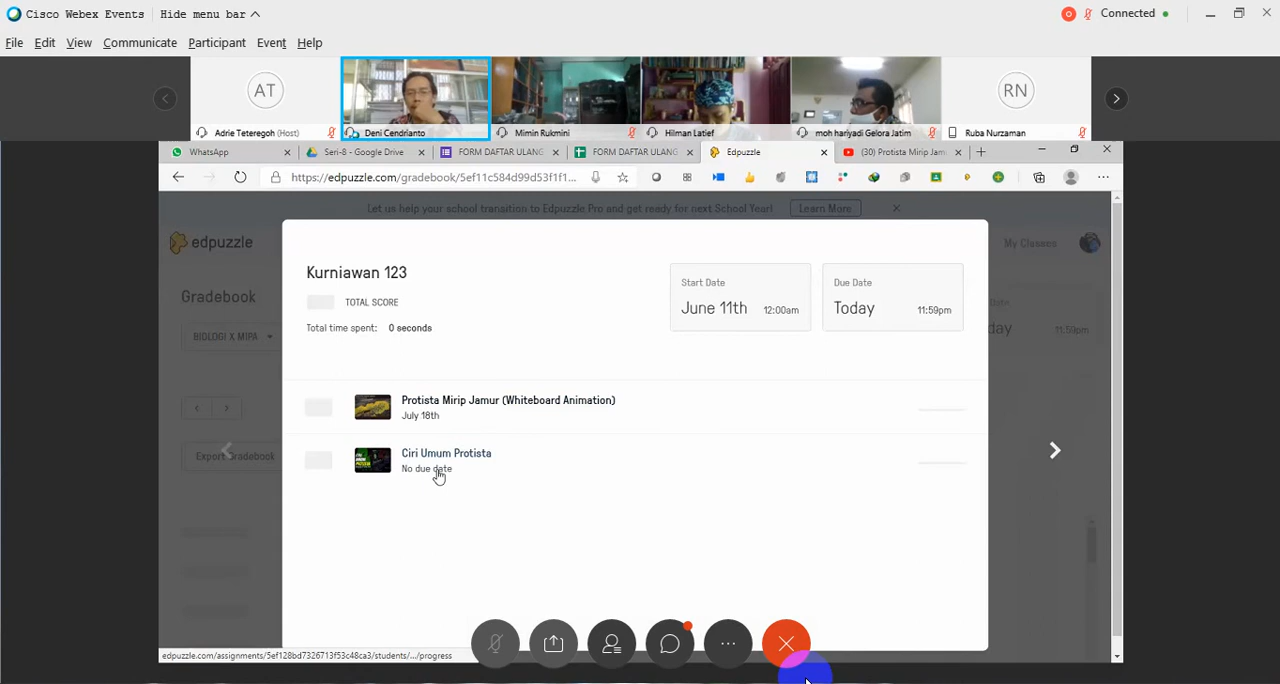 Cisco Webex Events
Hide menu bar
Connected
File Edit View Communicate Participant Event Help
AT
RN
Adrie Teteregoh (Host)
Deni Cendrianto
Mimin Rukmini
Hilman Latief
moh hariyadi Gelora Jatim
Ruba Nurzaman
WhatsApp
Seri-8 - Google Drive
FORM DAFTAR ULANG
FORM DAFTAR ULANG
Edpuzzle
(30) Protista Mirip Jam
https://edpuzzle.com/gradebook/5ef11c584d99d53f1f1...
Let us help your school transition to Edpuzzle Pro and get ready for next School Year!
Learn More
edpuzzle
My Classes
Gradebook
BIOLOGI X MIPA
Export Gradebook
Kurniawan 123
TOTAL SCORE
Total time spent: 0 seconds
Start Date
June 11th 12:00am
Due Date
Today 11:59pm
11:59pm
Protista Mirip Jamur (Whiteboard Animation)
July 18th
Ciri Umum Protista
No due date
edpuzzle.com/assignments/5ef128bd7326713f53c48ca3/students/.../progress